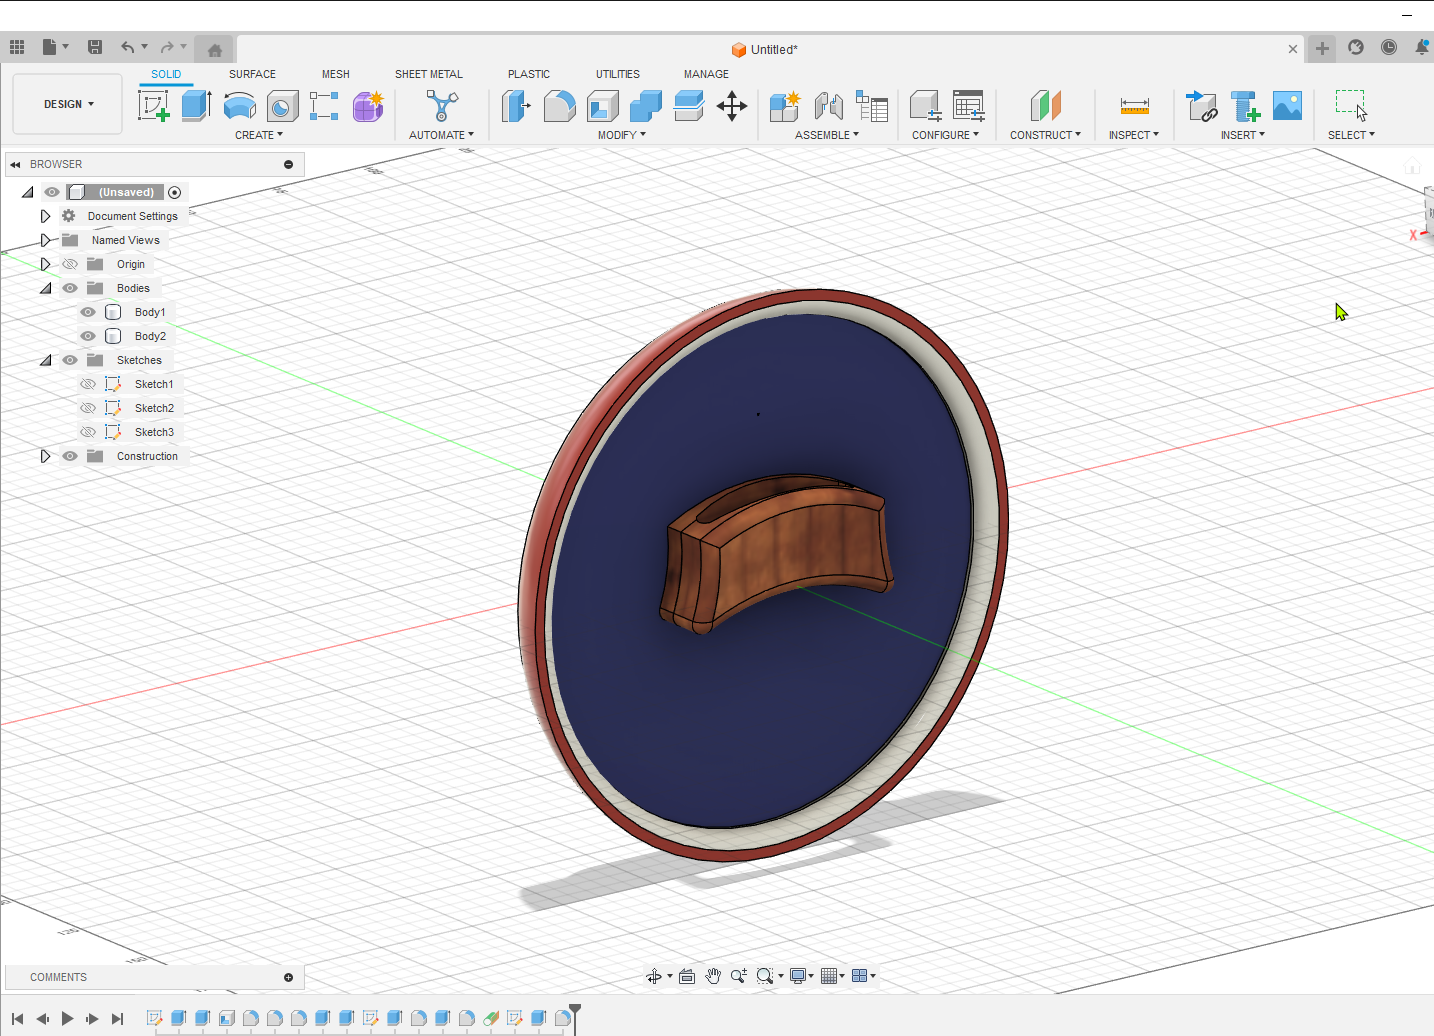 Untitled*
SOLID SURFACE MESH SHEET METAL PLASTIC UTILITIES MANAGE
DESIGN
CREATE AUTOMATE MODIFY ASSEMBLE CONFIGURE CONSTRUCT INSPECT INSERT SELECT
BROWSER
(Unsaved)
Document Settings
Named Views
Origin
X
Bodies
Body1
Body2
Sketches
Sketch1
Sketch2
Sketch3
Construction
COMMENTS